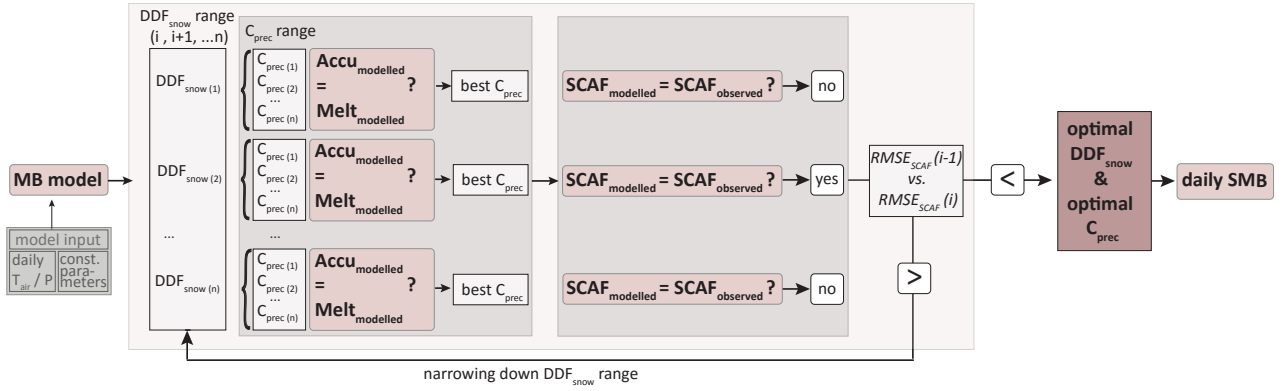 DDFsnow range
(i , i+1, ...n)
Cprec range
DDFsnow (1)
Cprec (1)
Cprec (2)
...
Cprec (n)
Accumodelled
= ?
Meltmodelled
best Cprec
SCAFmodelled = SCAFobserved ?
no
MB model
model input
daily
Tair / P
const.
para-
meters
DDFsnow (2)
Cprec (1)
Cprec (2)
...
Cprec (n)
Accumodelled
= ?
Meltmodelled
best Cprec
SCAFmodelled = SCAFobserved ?
yes
RMSESCAF (i-1)
vs.
RMSESCAF (i)
<
optimal
DDFsnow
&
optimal
Cprec
daily SMB
...
...
DDFsnow (n)
Cprec (1)
Cprec (2)
...
Cprec (n)
Accumodelled
= ?
Meltmodelled
best Cprec
SCAFmodelled = SCAFobserved ?
no
>
narrowing down DDFsnow range